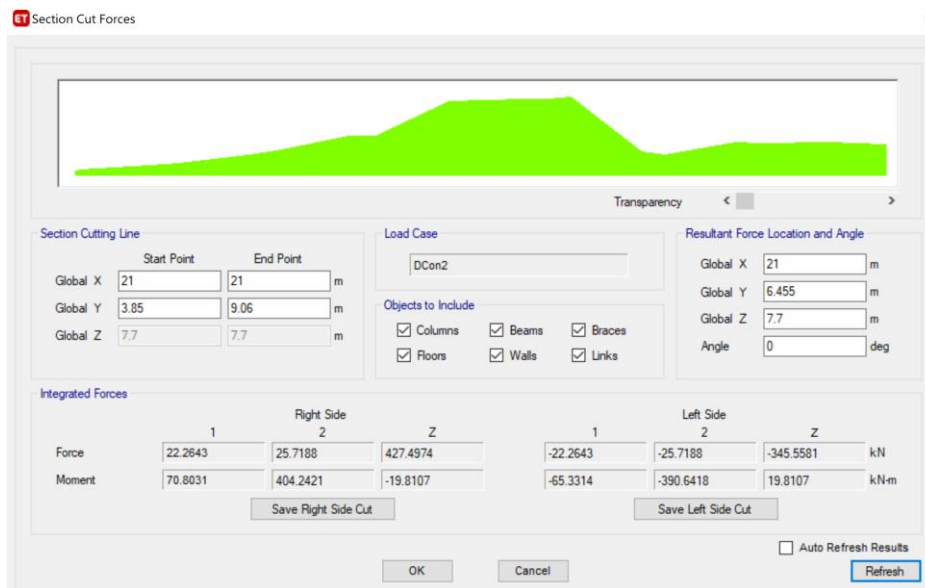 ET Section Cut Forces
Transparency < >
Section Cutting Line
Start Point End Point
Global X 21 21 m
Global Y 3.85 9.06 m
Global Z 7.7 7.7 m
Load Case
DCon2
Objects to Include
Columns Beams Braces
Floors Walls Links
Resultant Force Location and Angle
Global X 21 m
Global Y 6.455 m
Global Z 7.7 m
Angle 0 deg
Integrated Forces
Right Side Left Side
1 2 Z 1 2 Z
Force 22.2643 25.7188 427.4974 -22.2643 -25.7188 -345.5581 kN
Moment 70.8031 404.2421 -19.8107 -65.3314 -390.6418 19.8107 kN-m
Save Right Side Cut Save Left Side Cut
Auto Refresh Results
OK Cancel Refresh